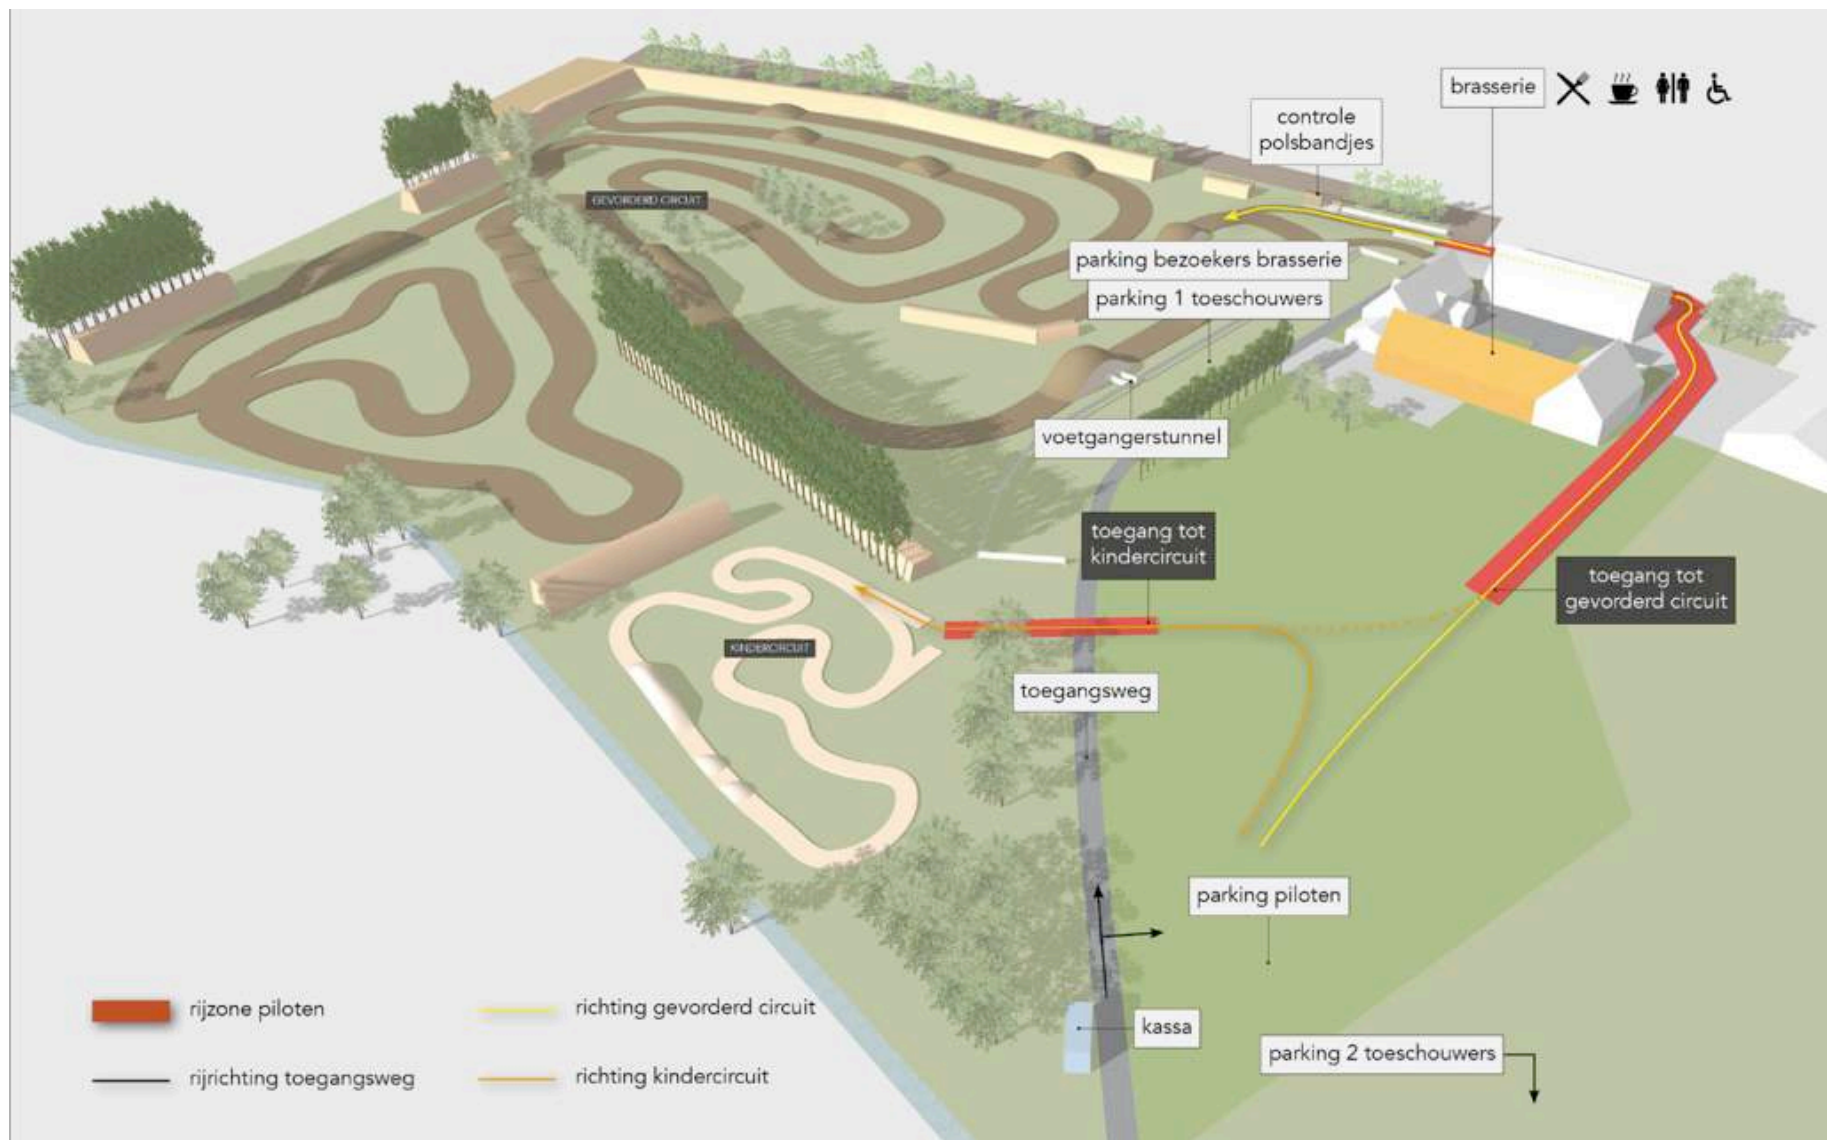 brasserie
controle
polsbandjes
GEVORDERD CIRCUIT
parking bezoekers brasserie
parking 1 toeschouwers
voetgangerstunnel
toegang tot
kindercircuit
toegang tot
gevorderd circuit
KINDERCIRCUIT
toegangsweg
parking piloten
kassa
parking 2 toeschouwers
rijzone piloten
richting gevorderd circuit
rijrichting toegangsweg
richting kindercircuit